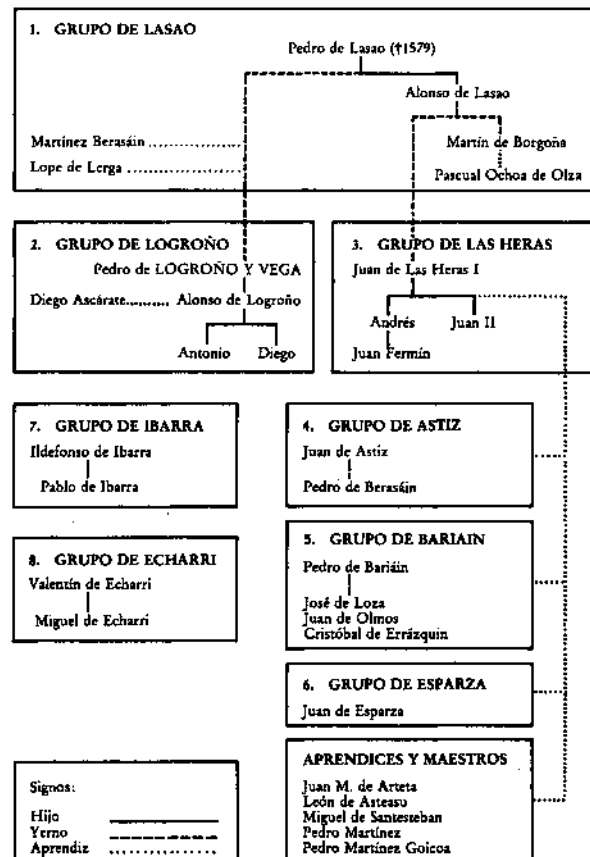 1. GRUPO DE LASAO
Pedro de Lasao (†1579)
Alonso de Lasao
Martínez Berasáin
Martín de Borgoña
Lope de Lerga
Pascual Ochoa de Olza
2. GRUPO DE LOGROÑO
Pedro de LOGROÑO Y VEGA
Diego Ascárate
Alonso de Logroño
Antonio
Diego
3. GRUPO DE LAS HERAS
Juan de Las Heras I
Andrés
Juan II
Juan Fermín
7. GRUPO DE IBARRA
Ildefonso de Ibarra
Pablo de Ibarra
4. GRUPO DE ASTIZ
Juan de Astiz
Pedro de Berasáin
8. GRUPO DE ECHARRI
Valentín de Echarri
Miguel de Echarri
5. GRUPO DE BARIAIN
Pedro de Bariáin
José de Loza
Juan de Olmos
Cristóbal de Errázquin
6. GRUPO DE ESPARZA
Juan de Esparza
APRENDICES Y MAESTROS
Juan M. de Arteta
León de Asteasu
Miguel de Santesteban
Pedro Martínez
Pedro Martínez Goicoa
Signos:
Hijo
Yerno
Aprendiz